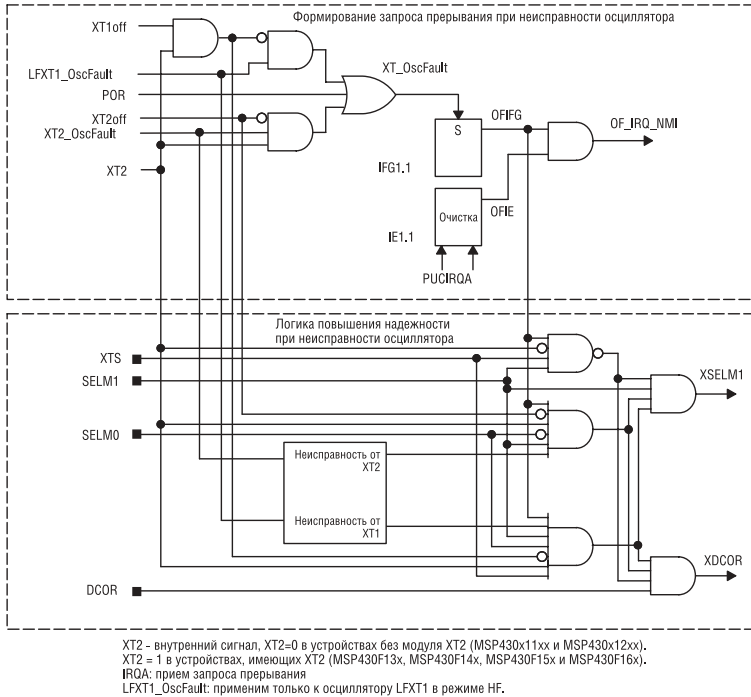 Формирование запроса прерывания при неисправности осциллятора
XT1off
LFXT1_OscFault
POR
XT2off
XT2_OscFault
XT2
XT_OscFault
S
OFIFG
IFG1.1
OF_IRQ_NMI
Очистка
OFIE
IE1.1
PUCIRQA
Логика повышения надежности
при неисправности осциллятора
XTS
SELM1
SELM0
XSELM1
Неисправность от
XT2
Неисправность от
XT1
DCOR
XDCOR
XT2 - внутренний сигнал, XT2=0 в устройствах без модуля XT2 (MSP430x11xx и MSP430x12xx).
XT2 = 1 в устройствах, имеющих XT2 (MSP430F13x, MSP430F14x, MSP430F15x и MSP430F16x).
IRQA: прием запроса прерывания
LFXT1_OscFault: применим только к осциллятору LFXT1 в режиме HF.